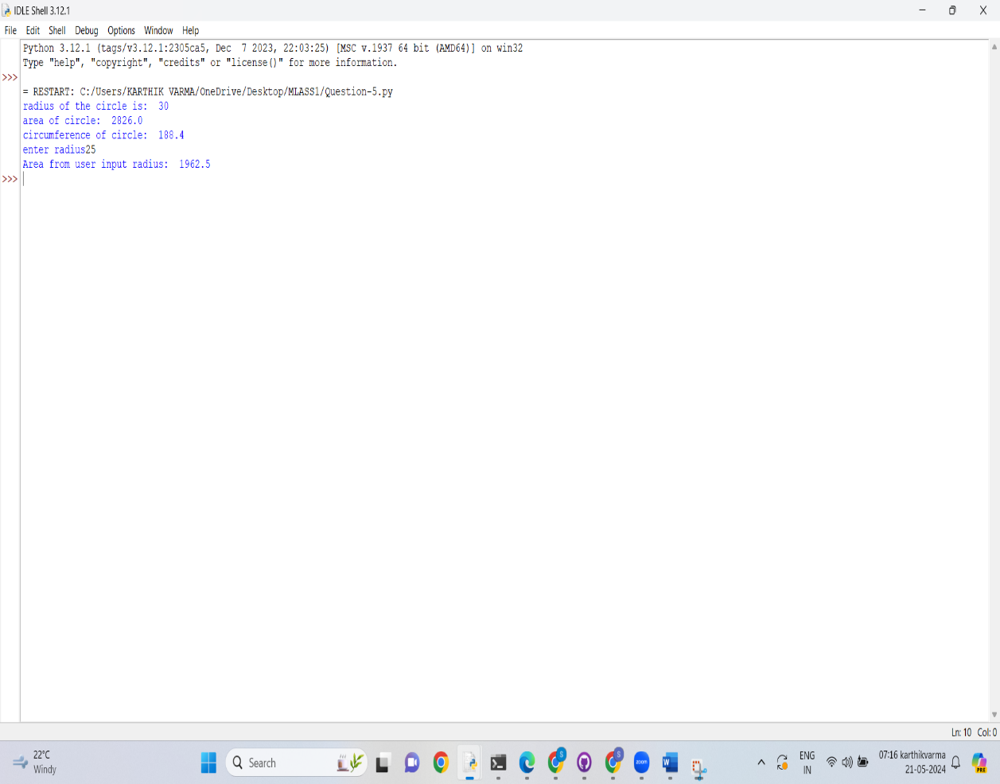 IDLE Shell 3.12.1
File Edit Shell Debug Options Window Help
Python 3.12.1 (tags/v3.12.1:2305ca5, Dec  7 2023, 22:03:25) [MSC v.1937 64 bit (AMD64)] on win32
Type "help", "copyright", "credits" or "license()" for more information.
>>>
= RESTART: C:/Users/KARTHIK VARMA/OneDrive/Desktop/MLASS1/Question-5.py
radius of the circle is:  30
area of circle:  2826.0
circumference of circle:  188.4
enter radius25
Area from user input radius:  1962.5
>>>
Ln: 10 Col: 0
22°C
Windy
Search
S
S
zoom
W
ENG
IN
07:16 karthikvarma
21-05-2024
PRE